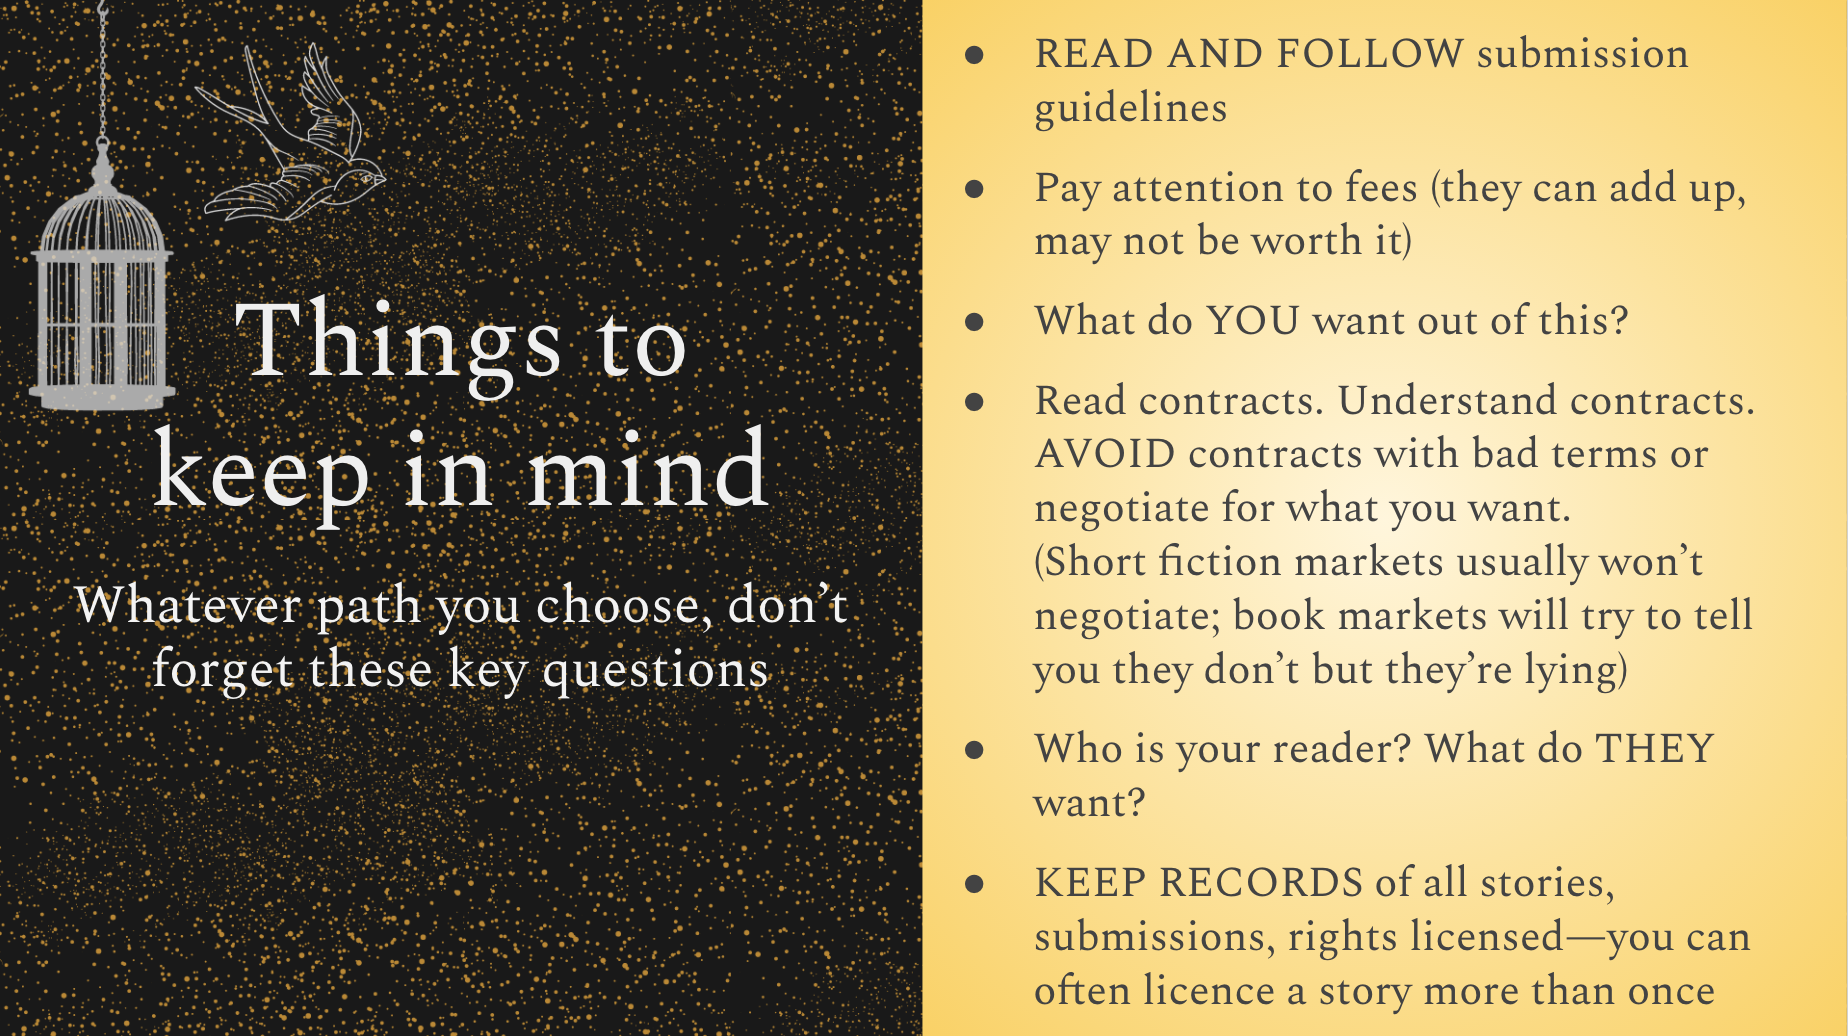 Things to
keep in mind
Whatever path you choose, don’t
forget these key questions
● READ AND FOLLOW submission
guidelines
● Pay attention to fees (they can add up,
may not be worth it)
● What do YOU want out of this?
● Read contracts. Understand contracts.
AVOID contracts with bad terms or
negotiate for what you want.
(Short fiction markets usually won’t
negotiate; book markets will try to tell
you they don’t but they’re lying)
● Who is your reader? What do THEY
want?
● KEEP RECORDS of all stories,
submissions, rights licensed—you can
often licence a story more than once